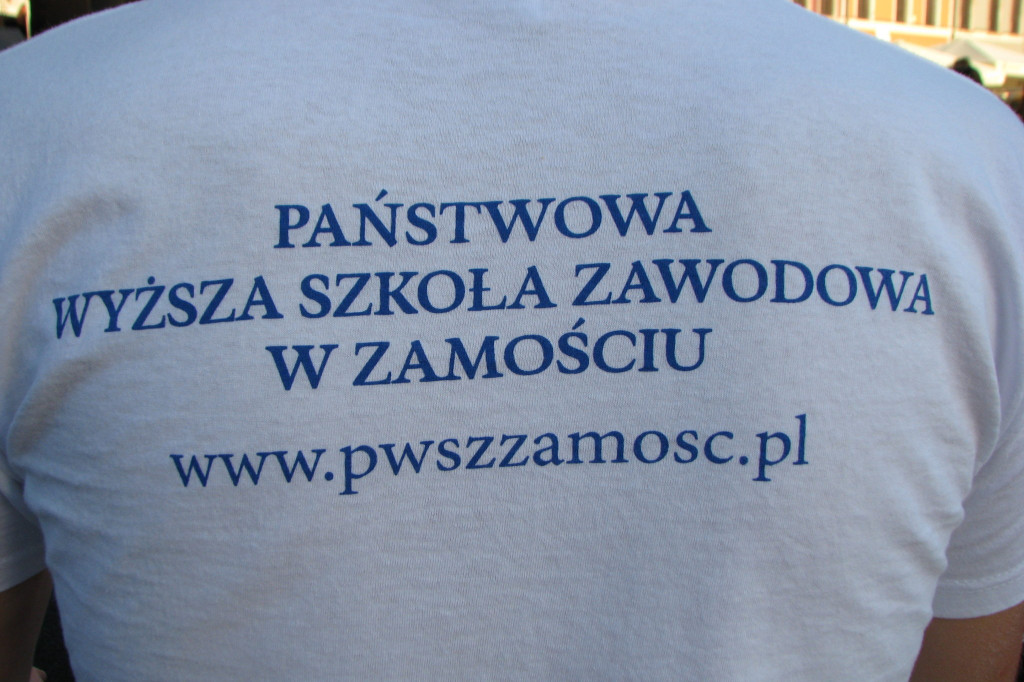 PAŃSTWOWA
WYŻSZA SZKOŁA ZAWODOWA
W ZAMOŚCIU
www.pwszzamosc.pl